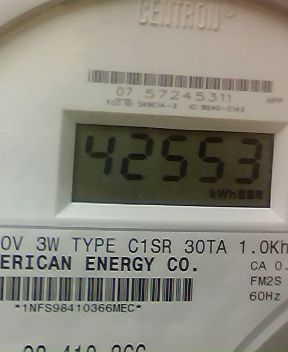 CENTRON®
07 57245311
42553
kWh
0V 3W TYPE C1SR 30TA 1.0Kh
ERICAN ENERGY CO.
CA 0.
FM2S
60Hz
*1NFS98410366MEC*